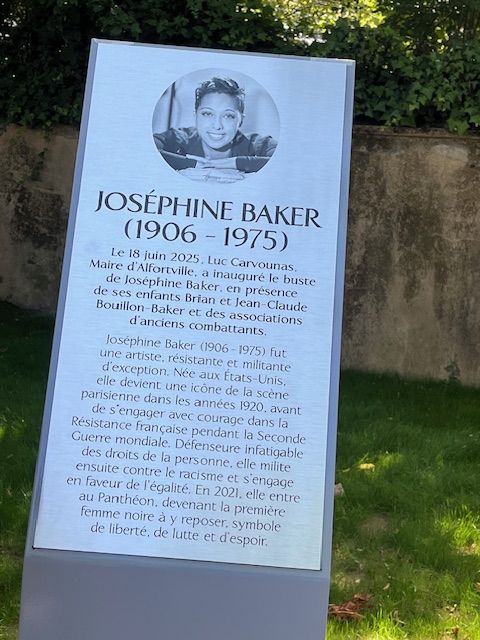 JOSÉPHINE BAKER
(1906 - 1975)
Le 18 juin 2025, Luc Carvounas,
Maire d'Alfortville, a inauguré le buste
de Joséphine Baker, en présence
de ses enfants Brian et Jean-Claude
Bouillon-Baker et des associations
d'anciens combattants.
Joséphine Baker (1906 - 1975) fut
une artiste, résistante et militante
d'exception. Née aux États-Unis,
elle devient une icône de la scène
parisienne dans les années 1920, avant
de s'engager avec courage dans la
Résistance française pendant la Seconde
Guerre mondiale. Défenseure infatigable
des droits de la personne, elle milite
ensuite contre le racisme et s'engage
en faveur de l'égalité. En 2021, elle entre
au Panthéon, devenant la première
femme noire à y reposer, symbole
de liberté, de lutte et d'espoir.